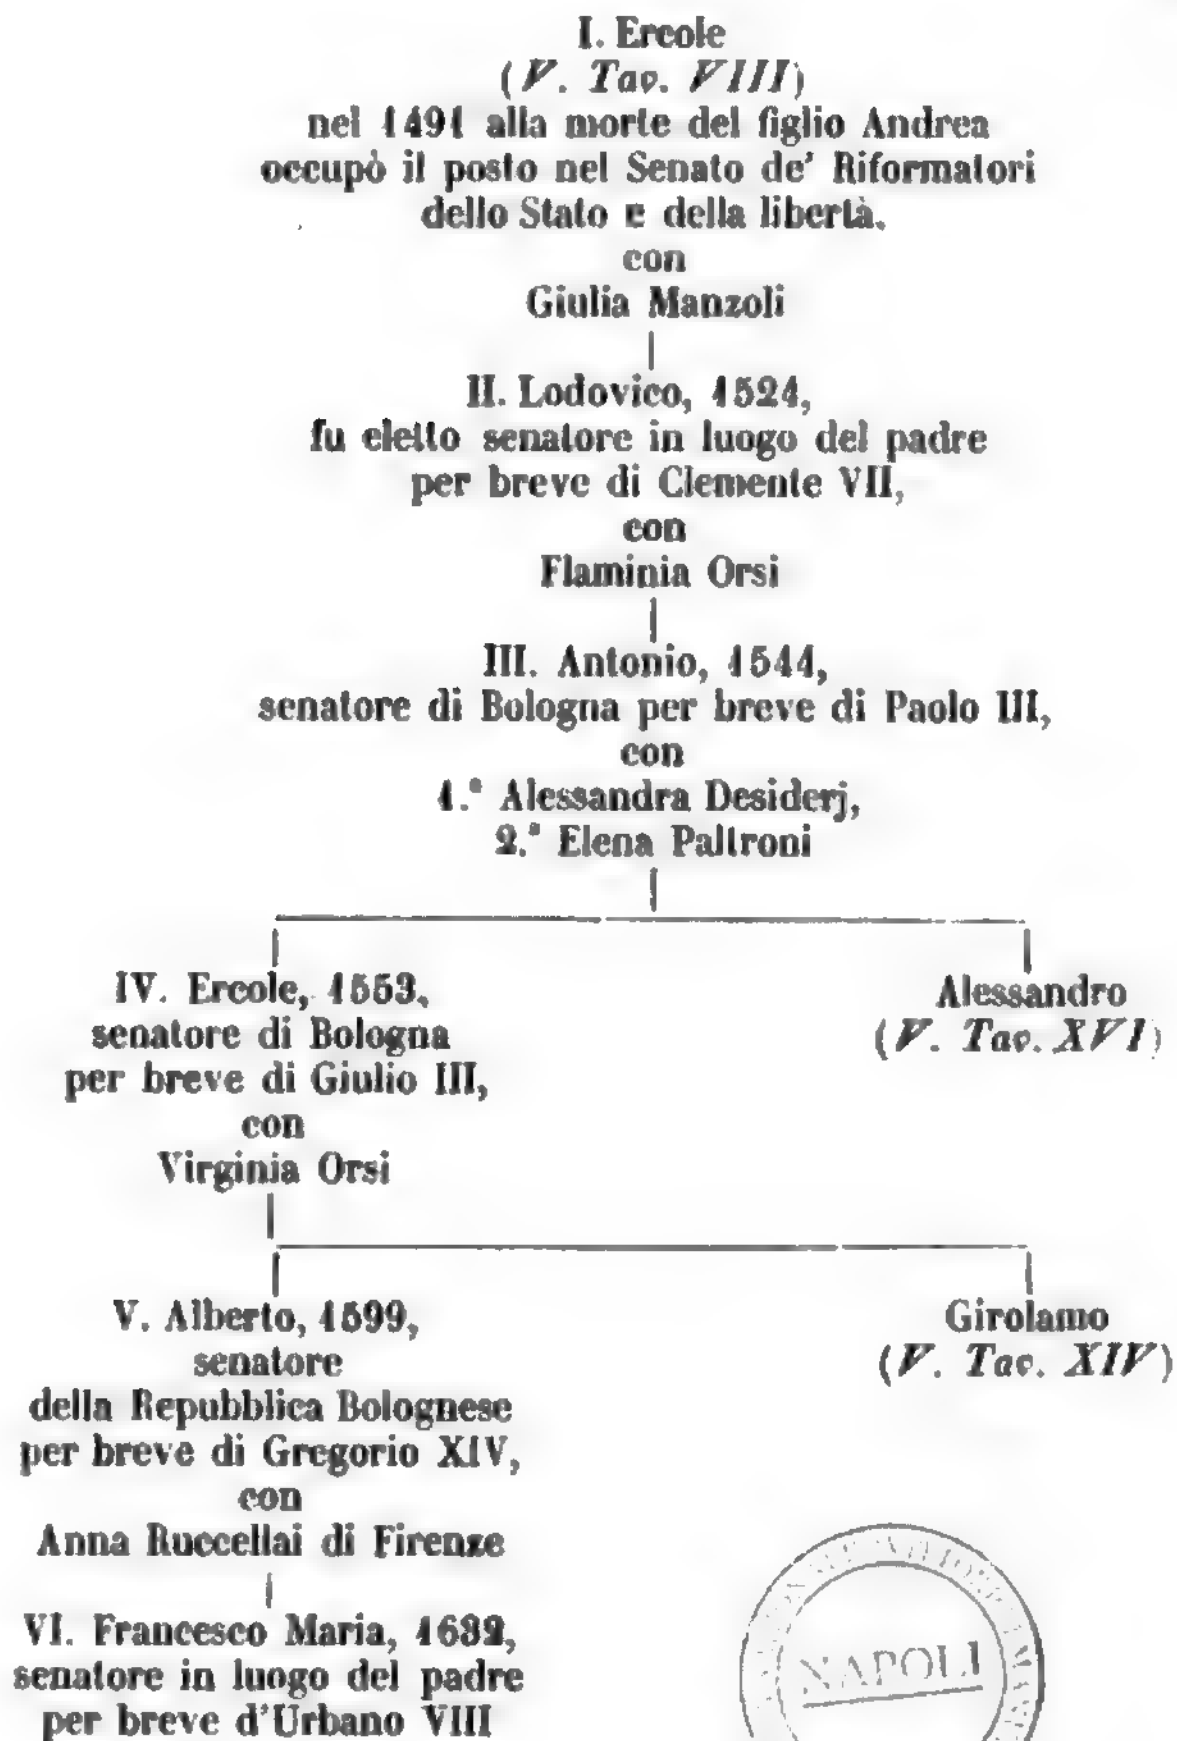 I. Ercole
(V. Tav. VIII)
nel 1491 alla morte del figlio Andrea
occupò il posto nel Senato de' Riformatori
dello Stato e della libertà.
con
Giulia Manzoli
II. Lodovico, 1524,
fu eletto senatore in luogo del padre
per breve di Clemente VII,
con
Flaminia Orsi
III. Antonio, 1544,
senatore di Bologna per breve di Paolo III,
con
1.ª Alessandra Desiderj,
2.ª Elena Paltroni
IV. Ercole, 1553,
senatore di Bologna
per breve di Giulio III,
con
Virginia Orsi
Alessandro
(V. Tav. XVI)
V. Alberto, 1599,
senatore
della Repubblica Bolognese
per breve di Gregorio XIV,
con
Anna Ruccellai di Firenze
Girolamo
(V. Tav. XIV)
VI. Francesco Maria, 1632,
senatore in luogo del padre
per breve d'Urbano VIII
NAPOLI